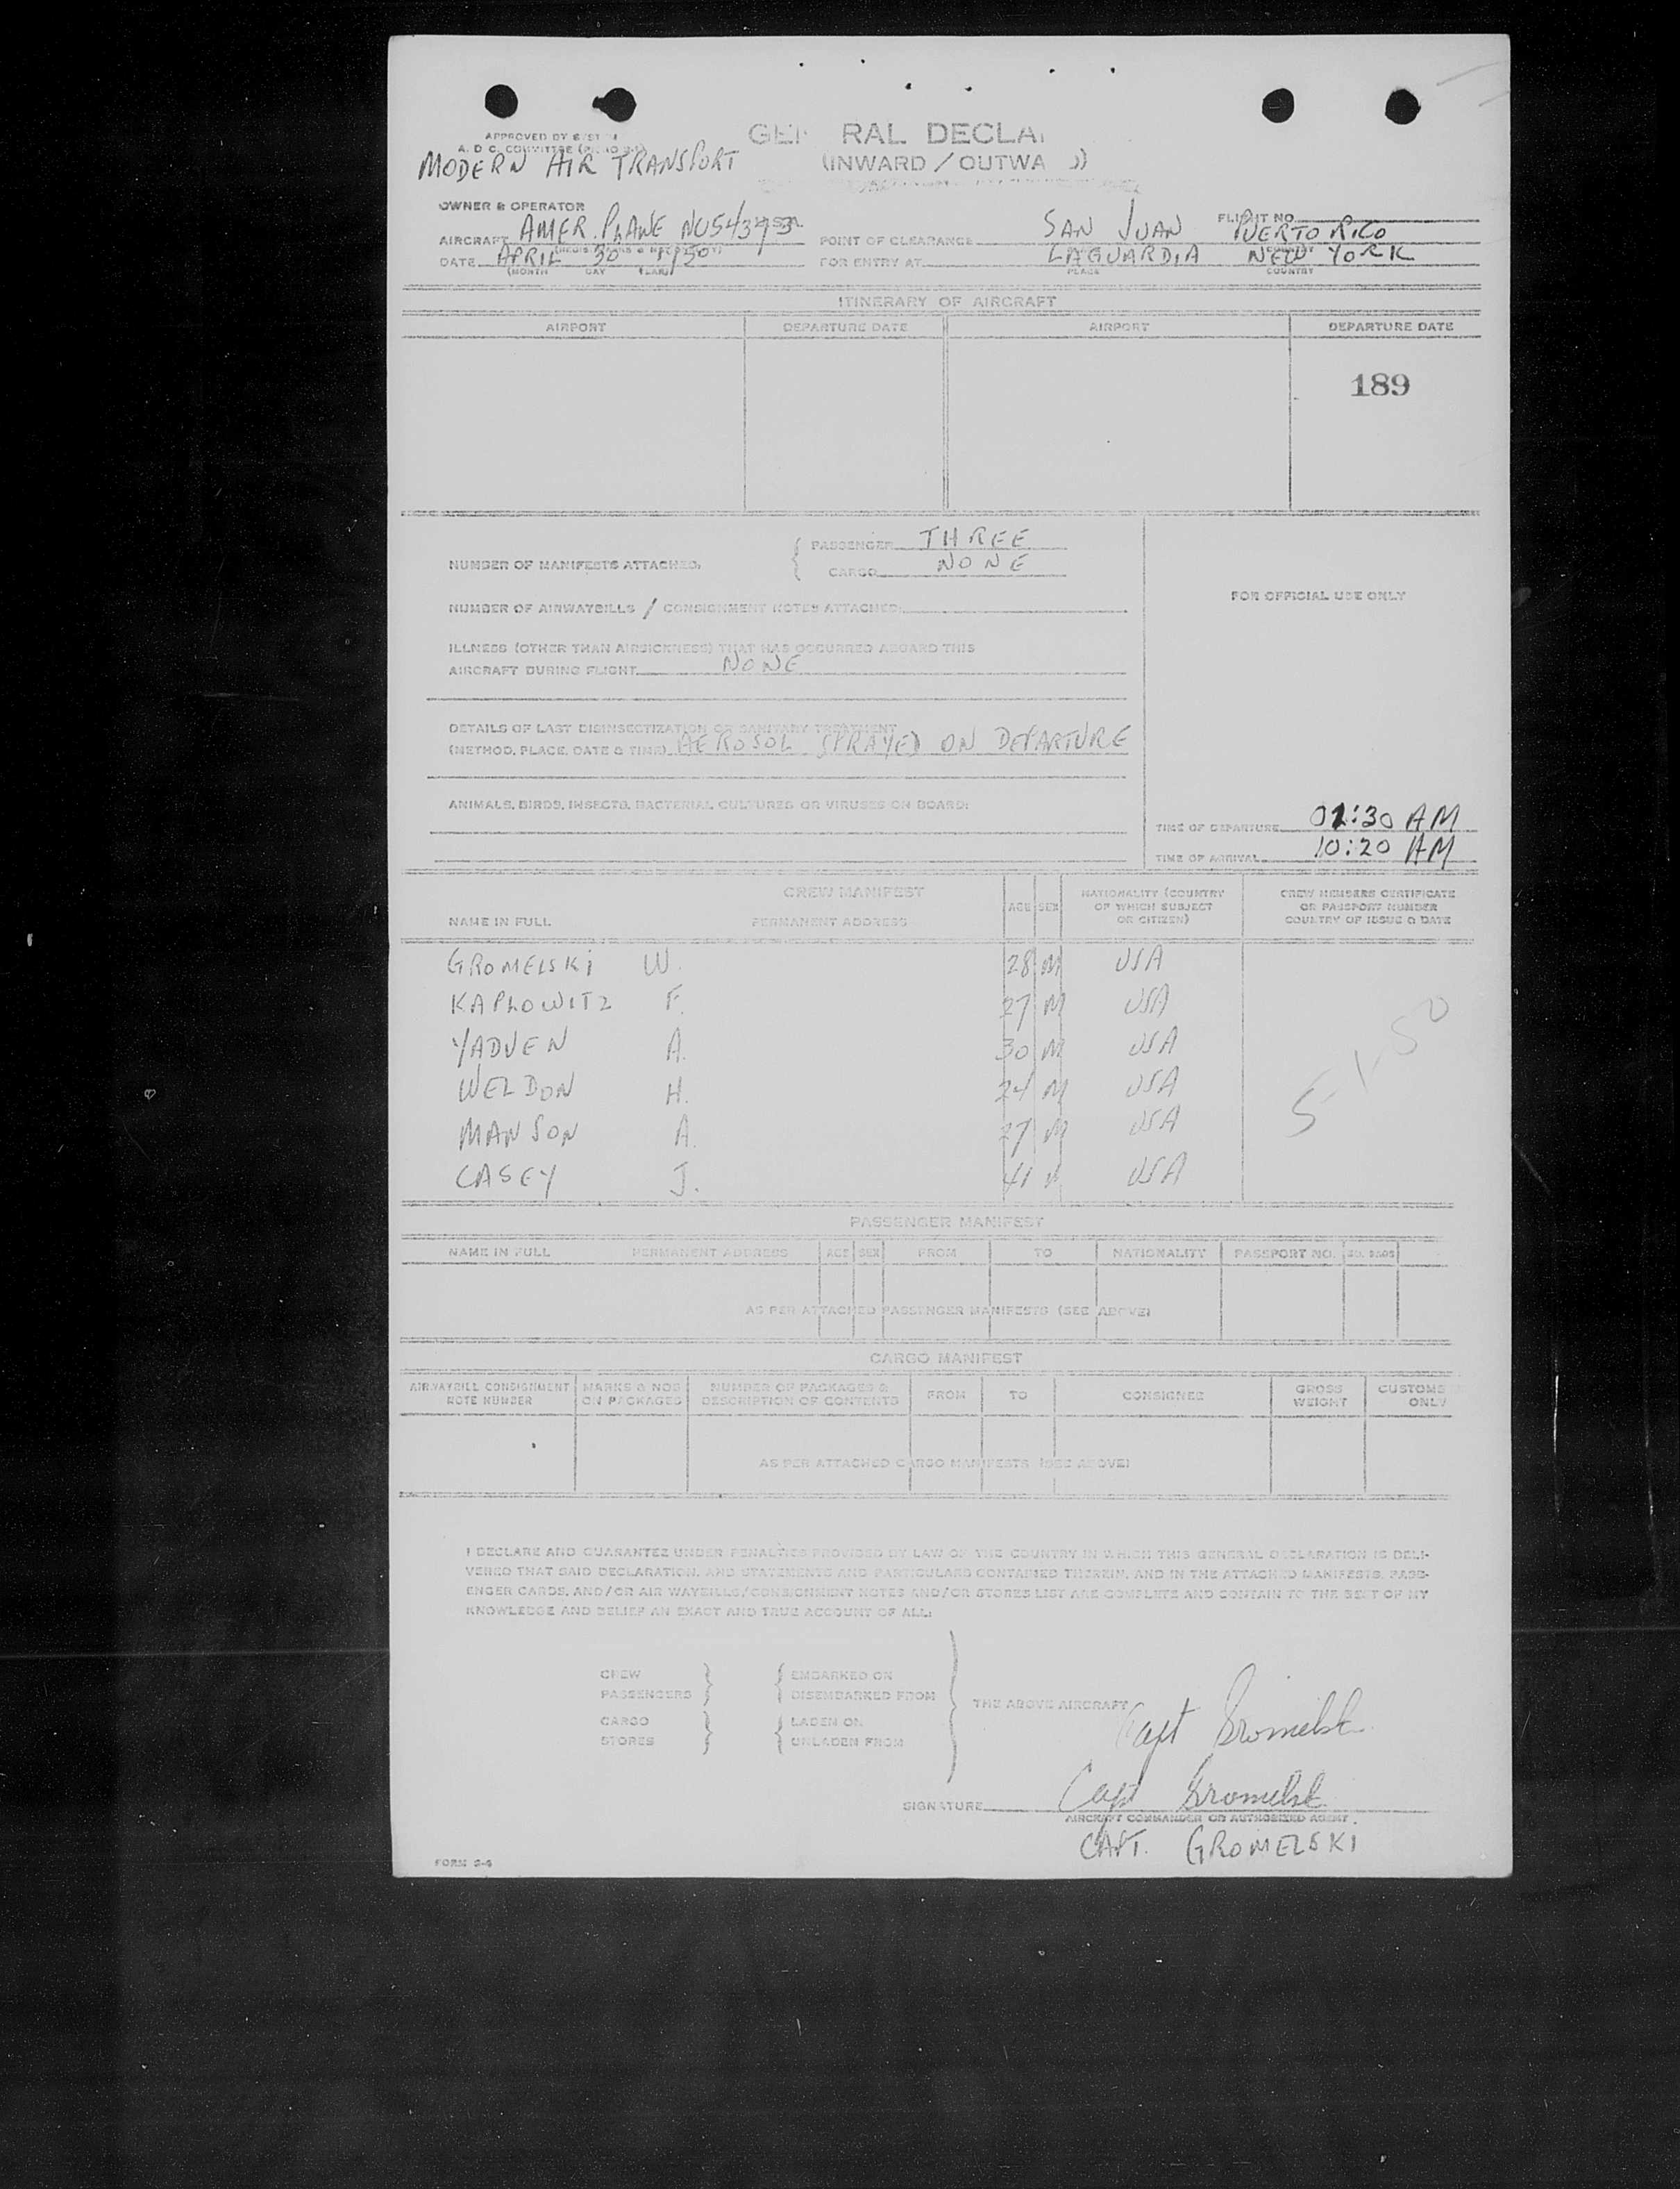 GENERAL DECLA
(INWARD / OUTWA D)
APPROVED BY
A. D. C. COMMITTEE
MODERN AIR TRANSPORT
OWNER & OPERATOR
FLIGHT NO.
AIRCRAFT AMER. PLANE POINT OF CLEARANCE SAN JUAN PUERTO RICO
DATE APRIL 30 1950 FOR ENTRY AT LAGUARDIA NEW YORK
(MONTH DAY YEAR) PLACE COUNTRY
ITINERARY OF AIRCRAFT
AIRPORT DEPARTURE DATE AIRPORT DEPARTURE DATE
189
PASSENGER THREE
NUMBER OF MANIFESTS ATTACHED:
CARGO NONE
FOR OFFICIAL USE ONLY
NUMBER OF AIRWAYBILLS / CONSIGNMENT NOTES ATTACHED:
ILLNESS (OTHER THAN AIRSICKNESS) THAT HAS OCCURRED ABOARD THIS
AIRCRAFT DURING FLIGHT NONE
DETAILS OF LAST DISINSECTIZATION OR SANITARY TREATMENT
(METHOD, PLACE, DATE & TIME) AEROSOL SPRAYED ON DEPARTURE
ANIMALS, BIRDS, INSECTS, BACTERIAL CULTURES OR VIRUSES ON BOARD:
TIME OF DEPARTURE :30 AM
TIME OF ARRIVAL 10:20 AM
CREW MANIFEST
NAME IN FULL PERMANENT ADDRESS AGE SEX NATIONALITY (COUNTRY OF WHICH SUBJECT OR CITIZEN) CREW MEMBERS CERTIFICATE OR PASSPORT NUMBER COUNTRY OF ISSUE & DATE
GROMELSKI W. 28 M USA
KAPLOWITZ F. 27 M USA
YADVEN A. 30 M USA
WELDON H. 24 M USA
MANSON A. 27 M USA
CASEY J. 41 M USA
5-1-50
PASSENGER MANIFEST
NAME IN FULL PERMANENT ADDRESS AGE SEX FROM TO NATIONALITY PASSPORT NO. NO. BAGS
AS PER ATTACHED PASSENGER MANIFESTS (SEE ABOVE)
CARGO MANIFEST
AIRWAYBILL CONSIGNMENT NOTE NUMBER MARKS & NOS ON PACKAGES NUMBER OF PACKAGES & DESCRIPTION OF CONTENTS FROM TO CONSIGNEE GROSS WEIGHT CUSTOMS ONLY
AS PER ATTACHED CARGO MANIFESTS (SEE ABOVE)
I DECLARE AND GUARANTEE UNDER PENALTIES PROVIDED BY LAW OF THE COUNTRY IN WHICH THIS GENERAL DECLARATION IS DELI-
VERED THAT SAID DECLARATION, AND STATEMENTS AND PARTICULARS CONTAINED THEREIN, AND IN THE ATTACHED MANIFESTS, PASS-
ENGER CARDS, AND/OR AIR WAYBILLS/CONSIGNMENT NOTES AND/OR STORES LIST ARE COMPLETE AND CONTAIN TO THE BEST OF MY
KNOWLEDGE AND BELIEF AN EXACT AND TRUE ACCOUNT OF ALL:
CREW EMBARKED ON
PASSENGERS DISEMBARKED FROM
THE ABOVE AIRCRAFT
CARGO LADEN ON
STORES UNLADEN FROM
Capt Gromelski
SIGNATURE Capt Gromelski
AIRCRAFT COMMANDER OR AUTHORIZED AGENT.
CAPT. GROMELSKI
FORM S-4